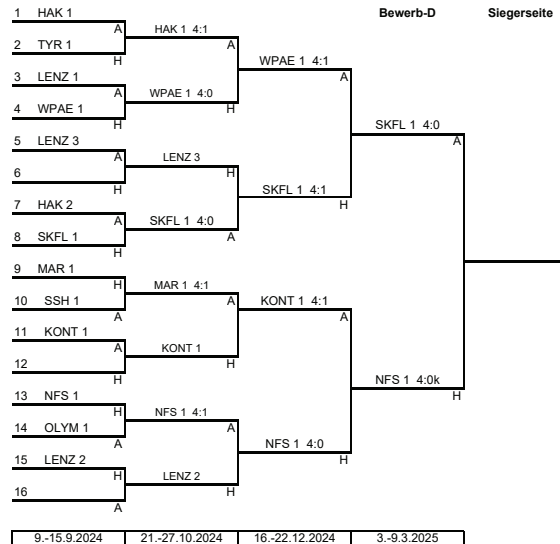 1 HAK 1
Bewerb-D Siegerseite
A HAK 1 4:1
2 TYR 1 A
H WPAE 1 4:1
3 LENZ 1 A
A WPAE 1 4:0
4 WPAE 1 H
H SKFL 1 4:0
5 LENZ 3 A
A LENZ 3
6 H
H SKFL 1 4:1
7 HAK 2 H
A SKFL 1 4:0
8 SKFL 1 A
H
9 MAR 1
H MAR 1 4:1
10 SSH 1 A
A KONT 1 4:1
11 KONT 1 A
A KONT 1
12 H
H NFS 1 4:0k
13 NFS 1 H
H NFS 1 4:1
14 OLYM 1 A
A NFS 1 4:0
15 LENZ 2 H
H LENZ 2
16 H
A
9.-15.9.2024 21.-27.10.2024 16.-22.12.2024 3.-9.3.2025